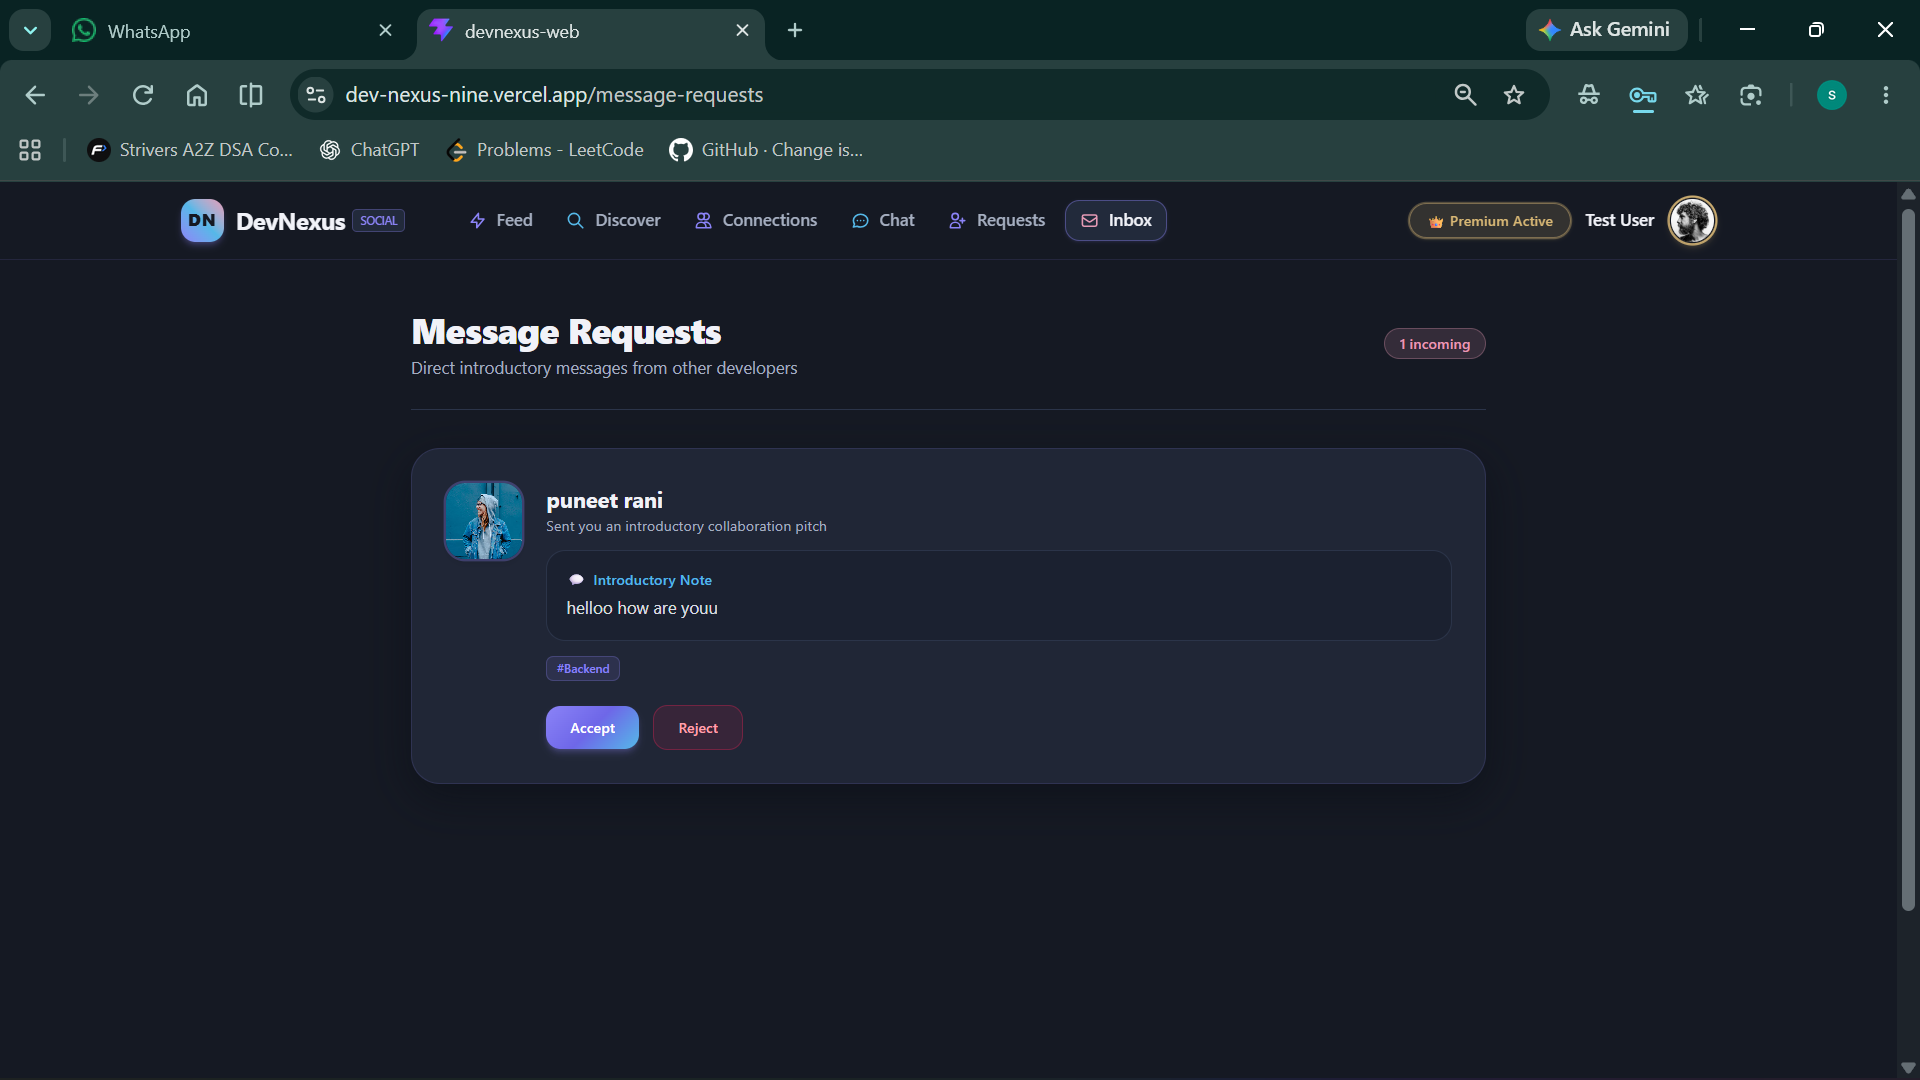 WhatsApp
devnexus-web
Ask Gemini
dev-nexus-nine.vercel.app/message-requests
S
Strivers A2Z DSA Co...
ChatGPT
Problems - LeetCode
GitHub · Change is...
DN
DevNexus
SOCIAL
Feed
Discover
Connections
Chat
Requests
Inbox
Premium Active
Test User
Message Requests
1 incoming
Direct introductory messages from other developers
puneet rani
Sent you an introductory collaboration pitch
Introductory Note
helloo how are youu
#Backend
Accept
Reject